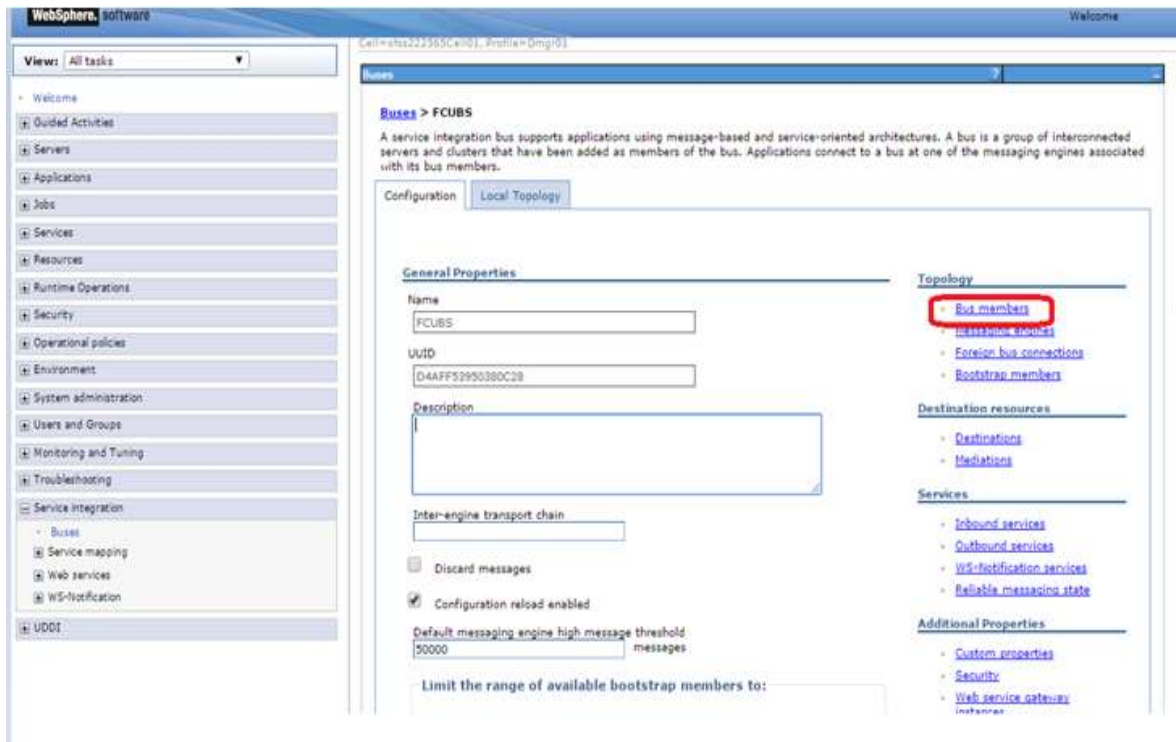 WebSphere. software
Welcome
View: All tasks
Cell=ofss222565Cell01, Profile=Dmgr01
Buses ?
Welcome
Guided Activities
Servers
Applications
Jobs
Services
Resources
Runtime Operations
Security
Operational policies
Environment
System administration
Users and Groups
Monitoring and Tuning
Troubleshooting
Service integration
Buses
Service mapping
Web services
WS-Notification
UDDI
Buses > FCUBS
A service integration bus supports applications using message-based and service-oriented architectures. A bus is a group of interconnected
servers and clusters that have been added as members of the bus. Applications connect to a bus at one of the messaging engines associated
with its bus members.
Configuration
Local Topology
General Properties
Name
FCUBS
UUID
D4AFF53950380C28
Description
Inter-engine transport chain
Discard messages
Configuration reload enabled
Default messaging engine high message threshold
50000 messages
Limit the range of available bootstrap members to:
Topology
Bus members
Messaging engines
Foreign bus connections
Bootstrap members
Destination resources
Destinations
Mediations
Services
Inbound services
Outbound services
WS-Notification services
Reliable messaging state
Additional Properties
Custom properties
Security
Web service gateway
instances